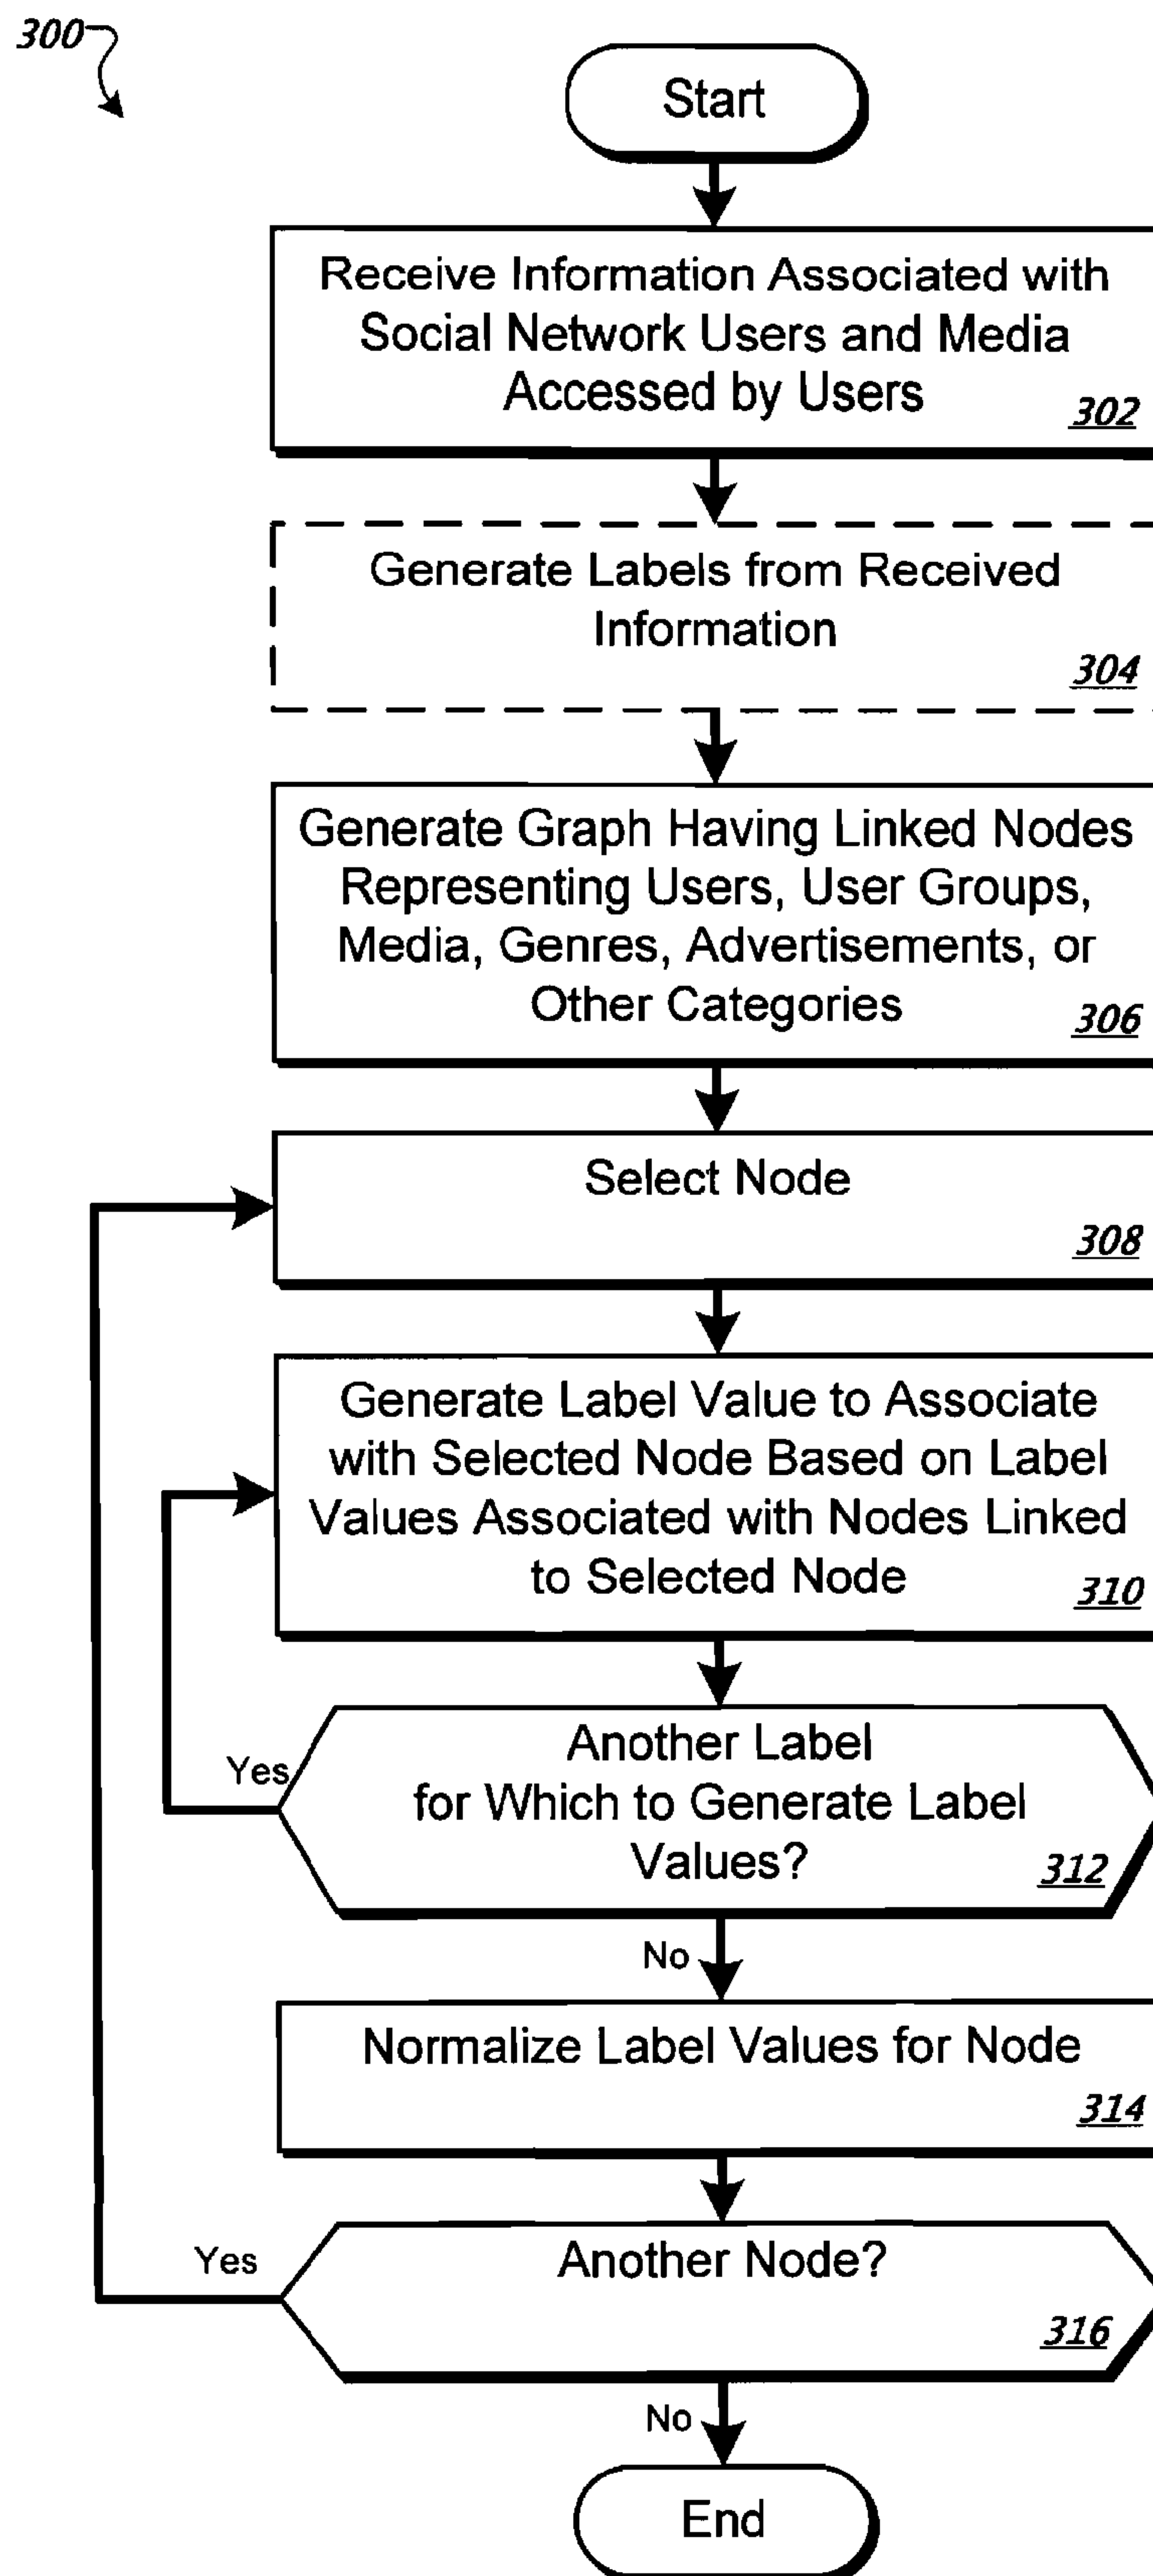 300
Start
Receive Information Associated with
Social Network Users and Media
Accessed by Users
302
Generate Labels from Received
Information
304
Generate Graph Having Linked Nodes
Representing Users, User Groups,
Media, Genres, Advertisements, or
Other Categories
306
Select Node
308
Generate Label Value to Associate
with Selected Node Based on Label
Values Associated with Nodes Linked
to Selected Node
310
Another Label
for Which to Generate Label
Values?
312
Yes
No
Normalize Label Values for Node
314
Another Node?
316
Yes
No
End